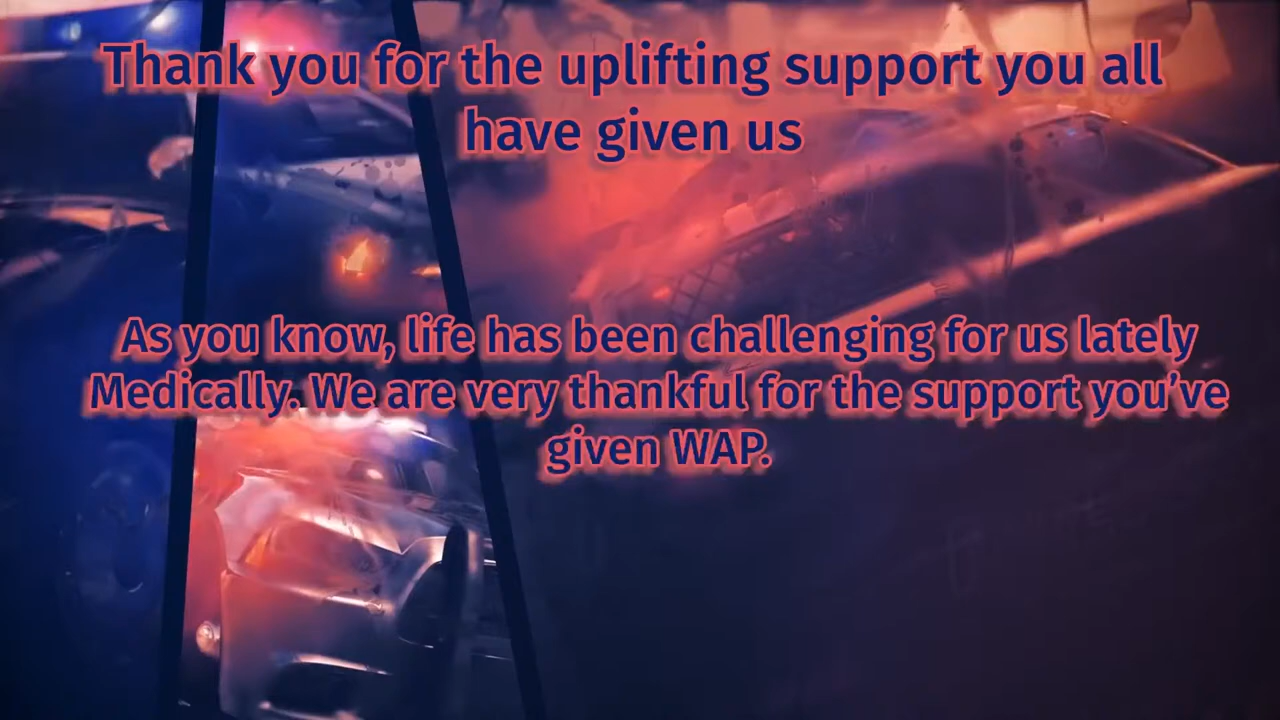 Thank you for the uplifting support you all
have given us
As you know, life has been challenging for us lately
Medically. We are very thankful for the support you’ve
given WAP.